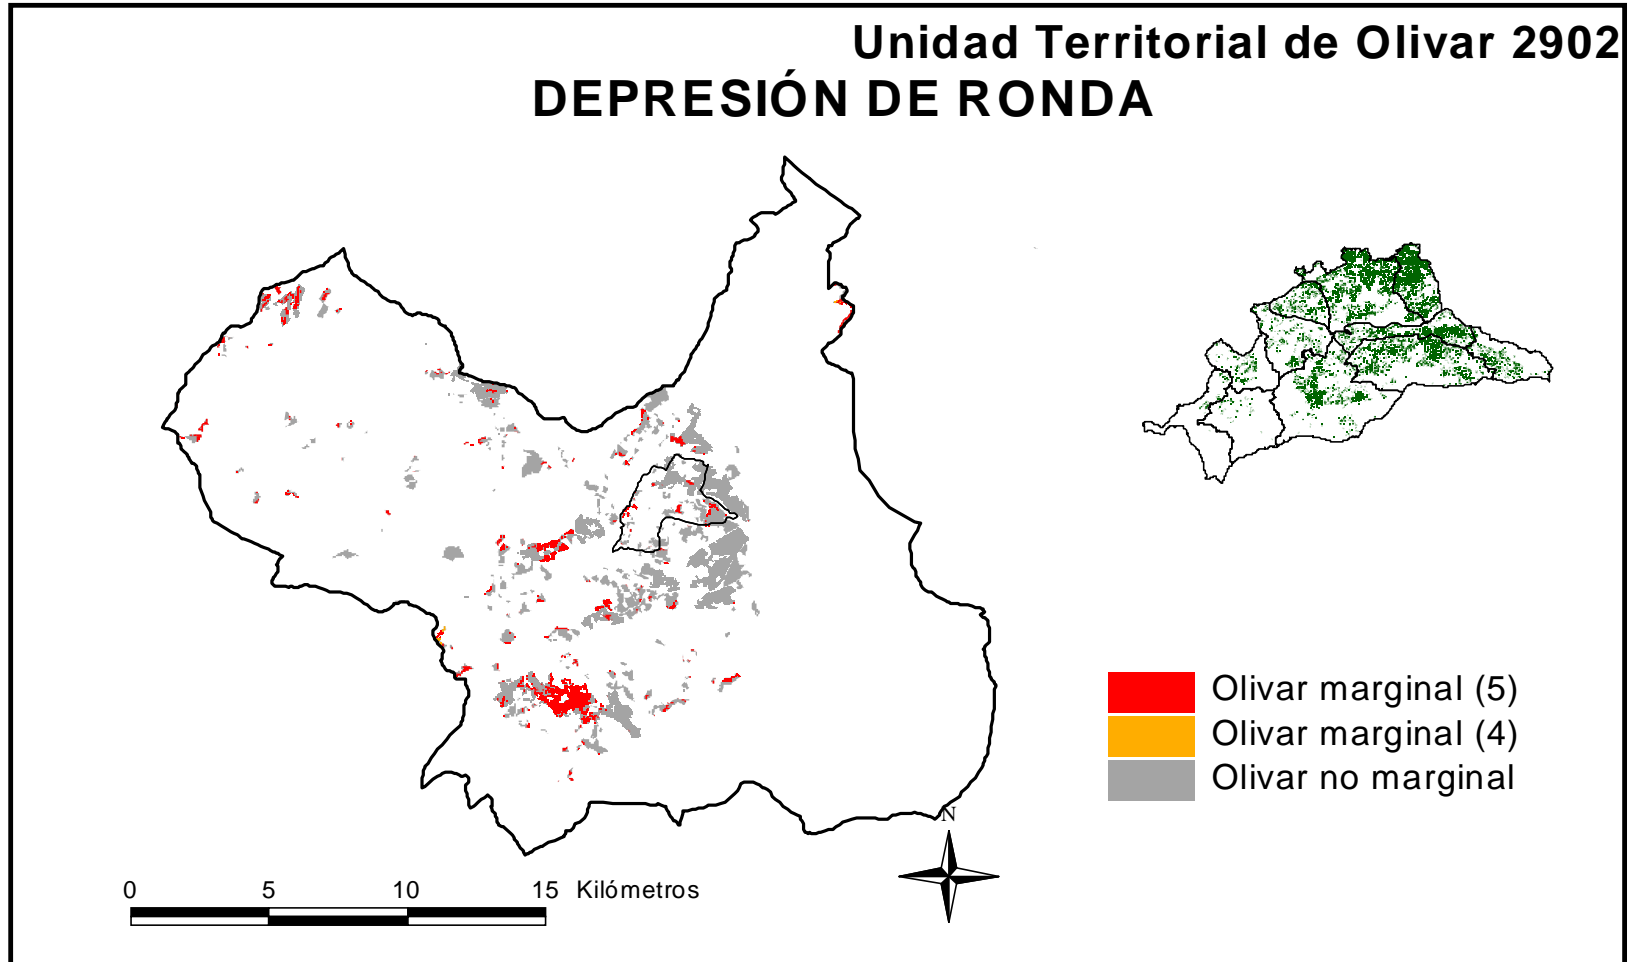 Unidad Territorial de Olivar 2902
DEPRESIÓN DE RONDA
Olivar marginal (5)
Olivar marginal (4)
Olivar no marginal
N
0 5 10 15 Kilómetros